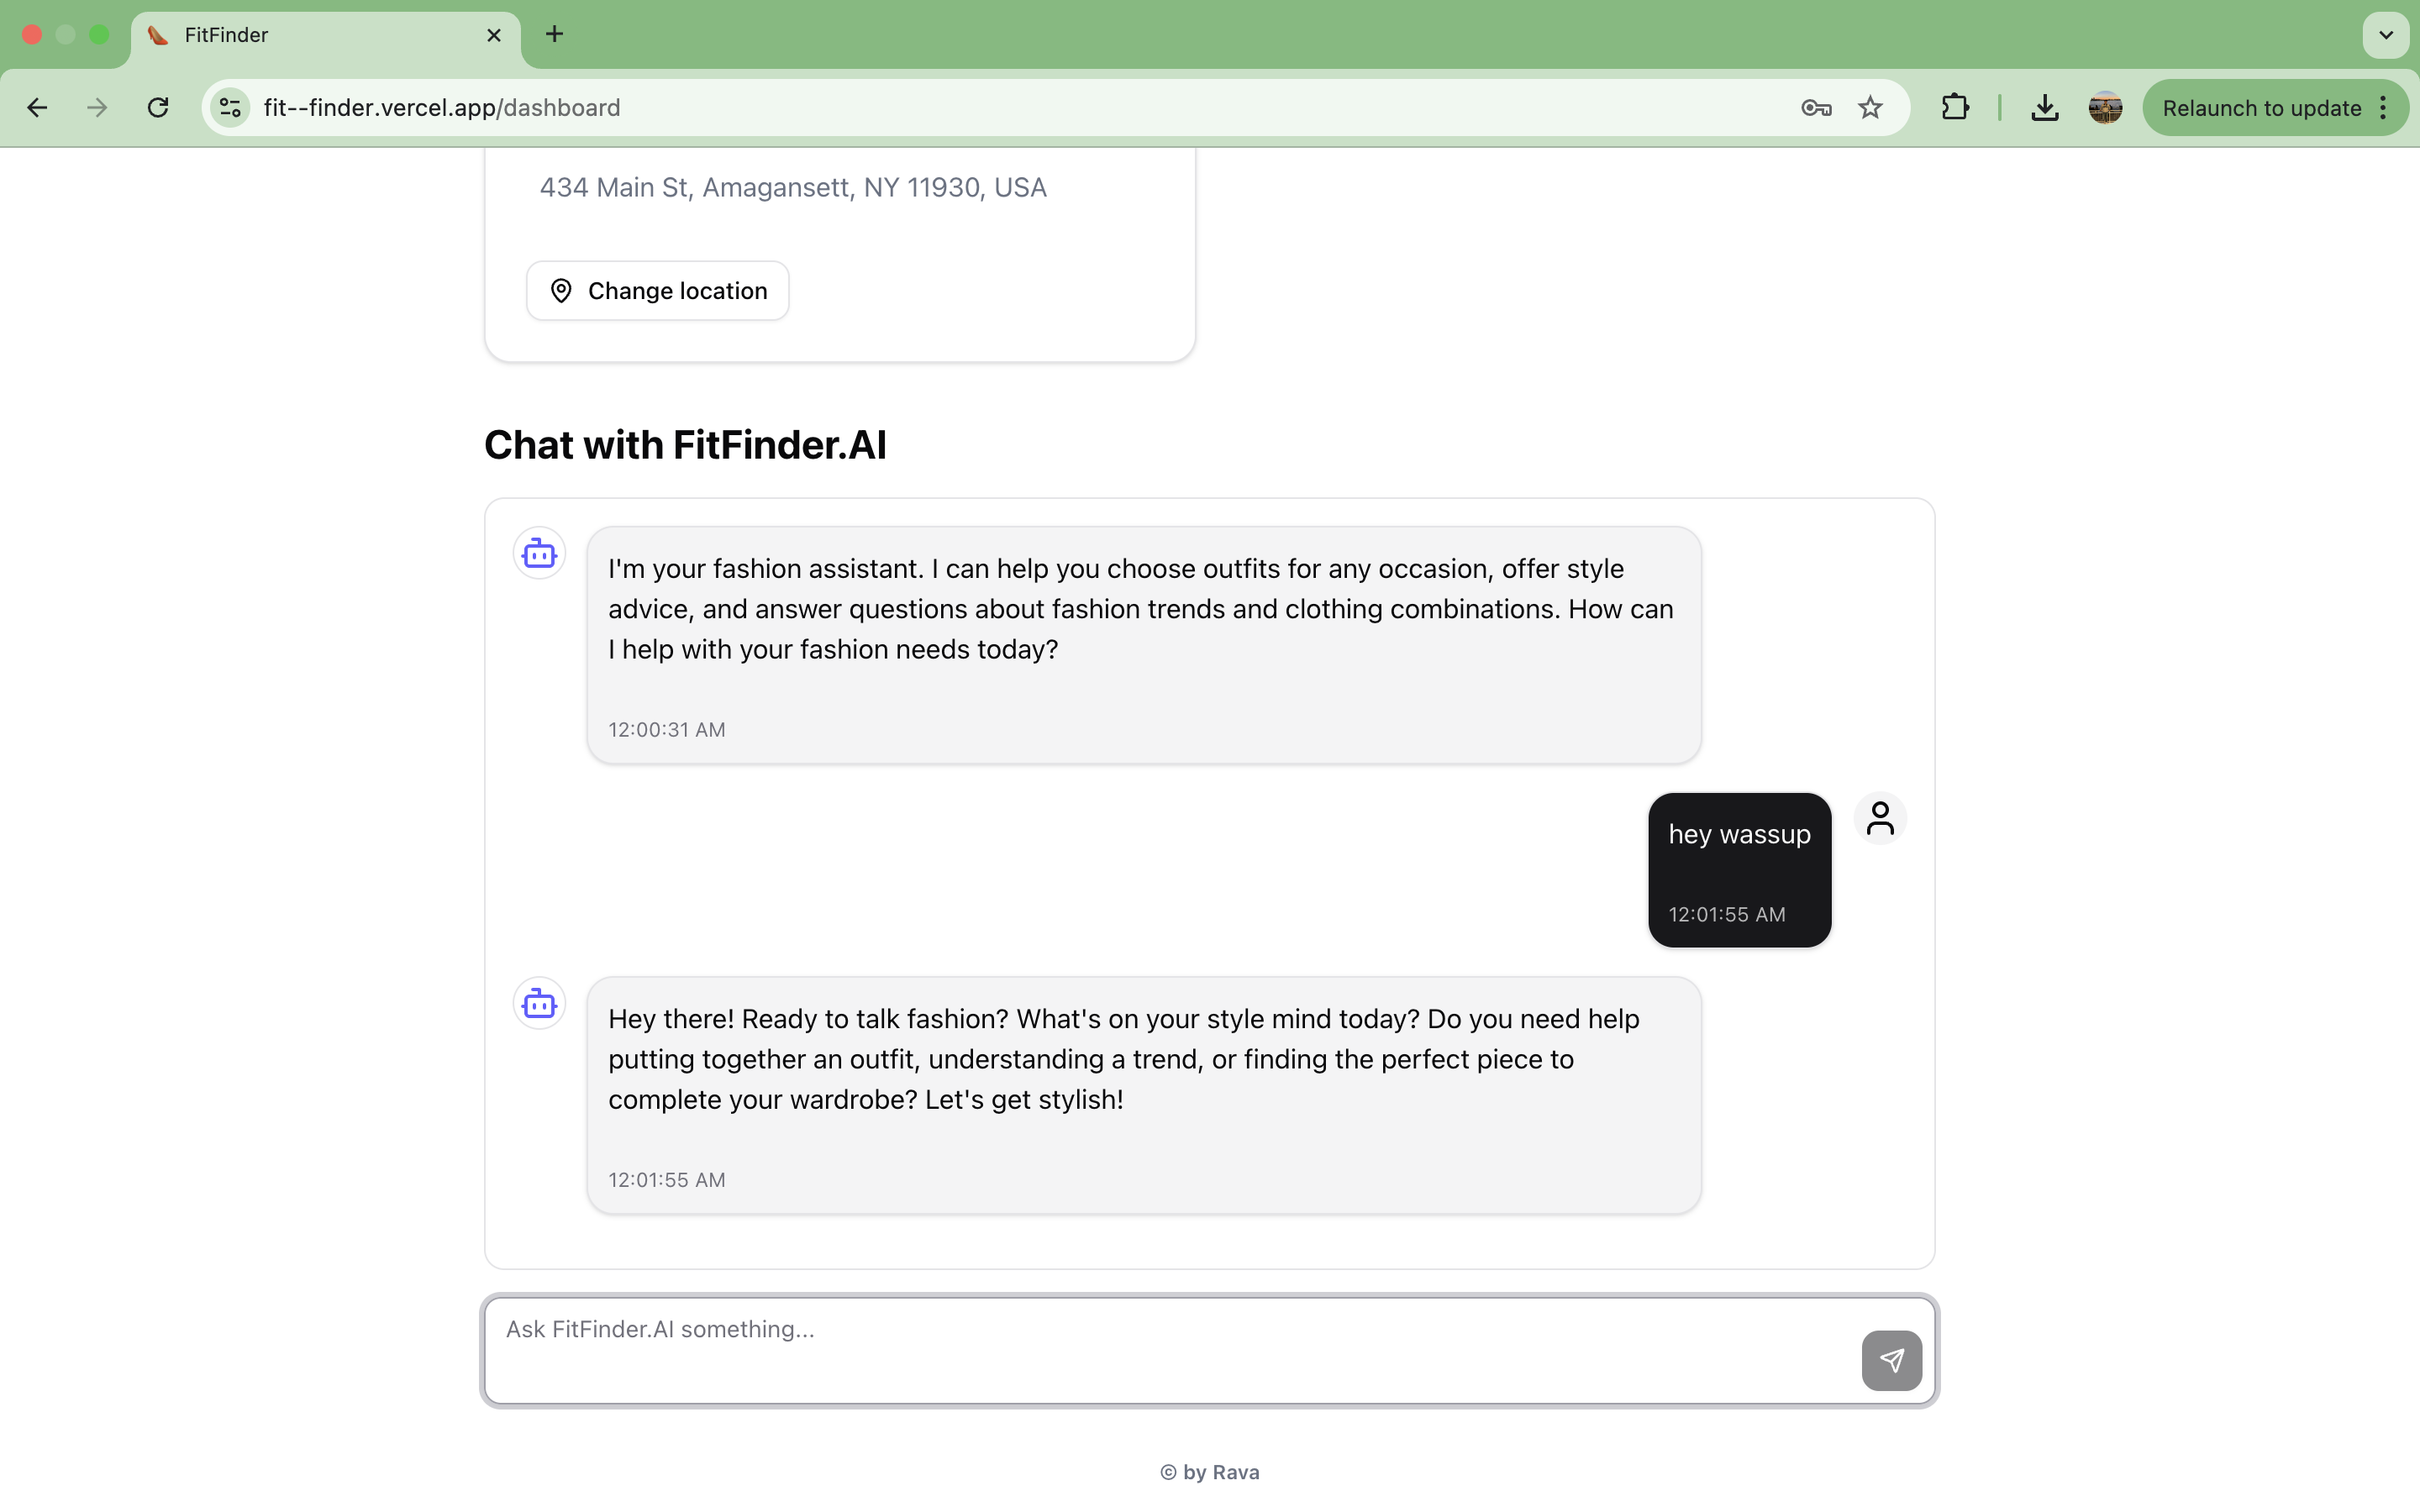 FitFinder
fit--finder.vercel.app/dashboard
Relaunch to update
434 Main St, Amagansett, NY 11930, USA
Change location
Chat with FitFinder.AI
I'm your fashion assistant. I can help you choose outfits for any occasion, offer style
advice, and answer questions about fashion trends and clothing combinations. How can
I help with your fashion needs today?
12:00:31 AM
hey wassup
12:01:55 AM
Hey there! Ready to talk fashion? What's on your style mind today? Do you need help
putting together an outfit, understanding a trend, or finding the perfect piece to
complete your wardrobe? Let's get stylish!
12:01:55 AM
Ask FitFinder.AI something...
© by Rava